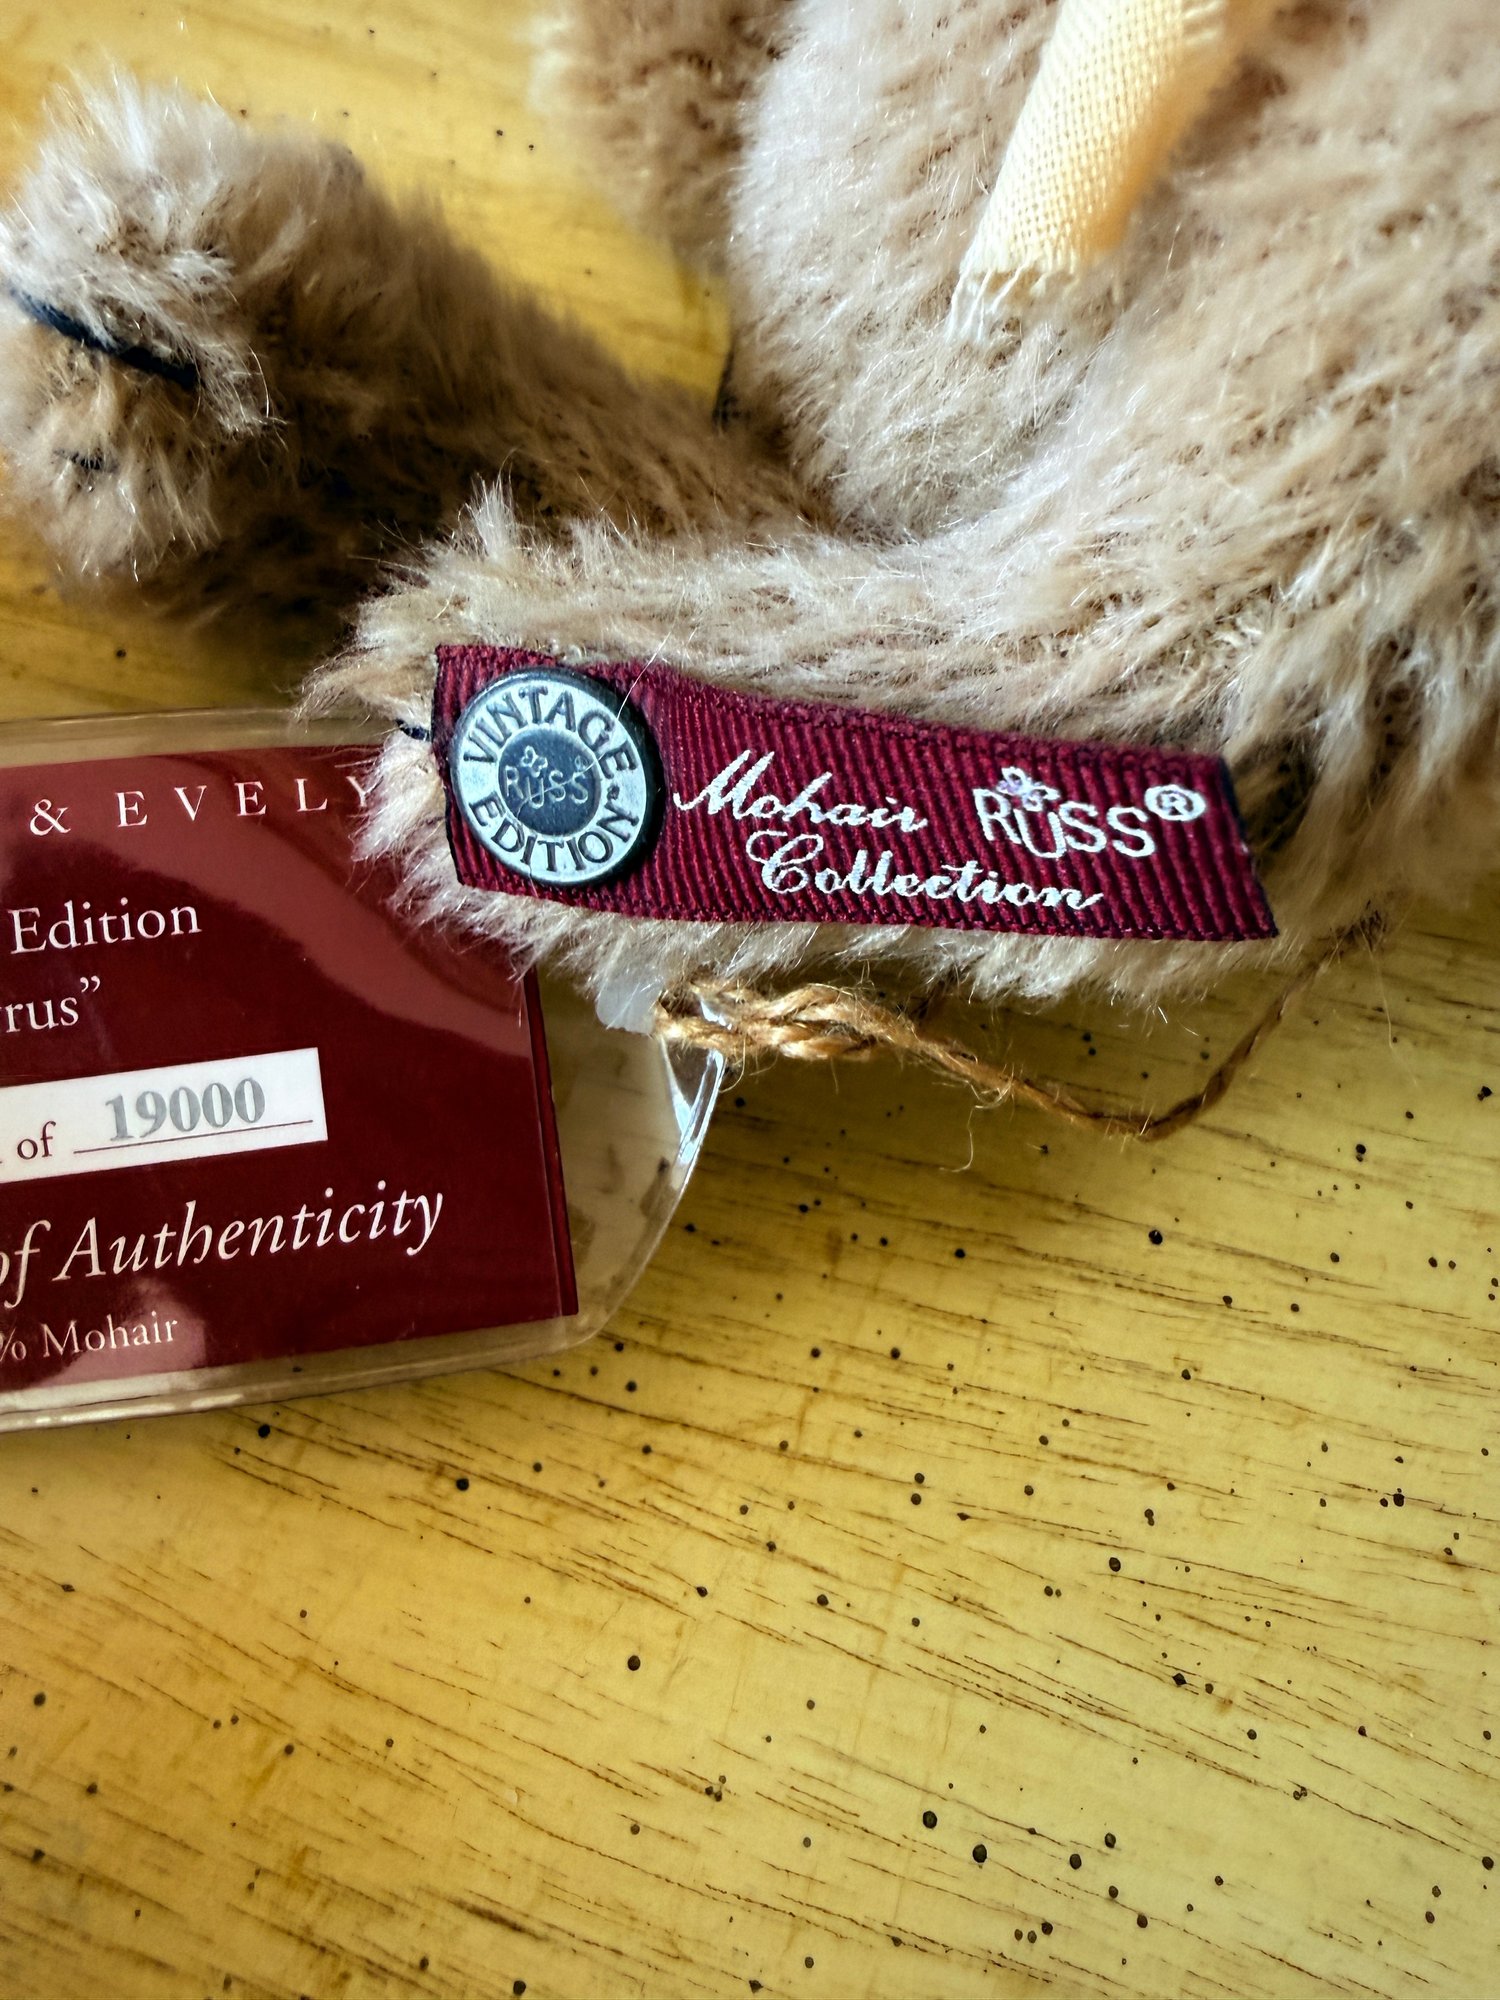 VINTAGE EDITION
RUSS
Mohair RUSS®
Collection
& EVELY
Edition
rus”
of 19000
of Authenticity
% Mohair